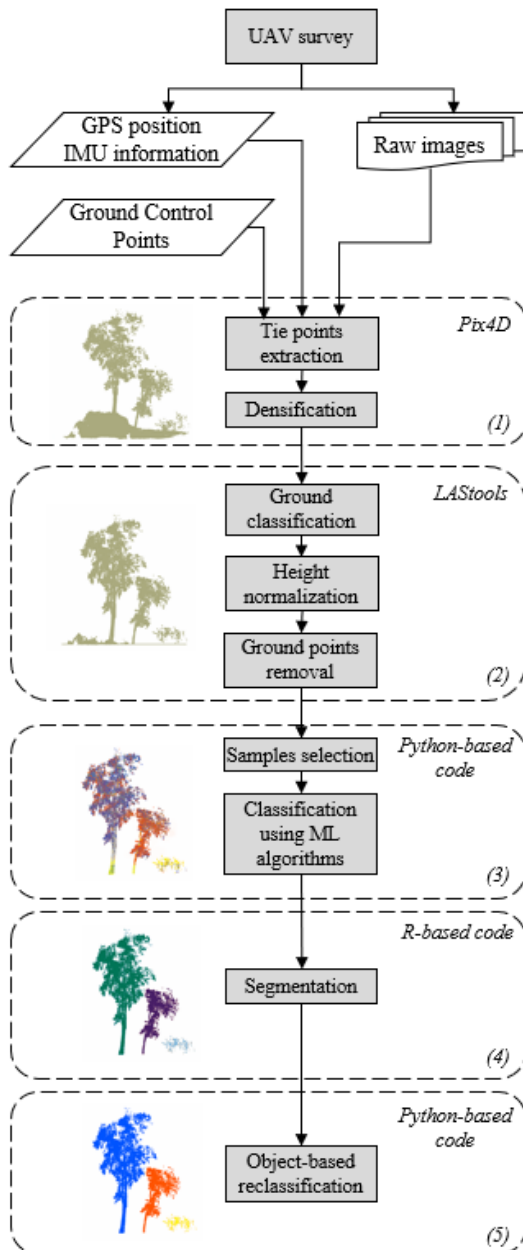 UAV survey
GPS position
IMU information
Raw images
Ground Control
Points
Pix4D
Tie points
extraction
Densification
(1)
LAStools
Ground
classification
Height
normalization
Ground points
removal
(2)
Python-based
code
Samples selection
Classification
using ML
algorithms
(3)
R-based code
Segmentation
(4)
Python-based
code
Object-based
reclassification
(5)